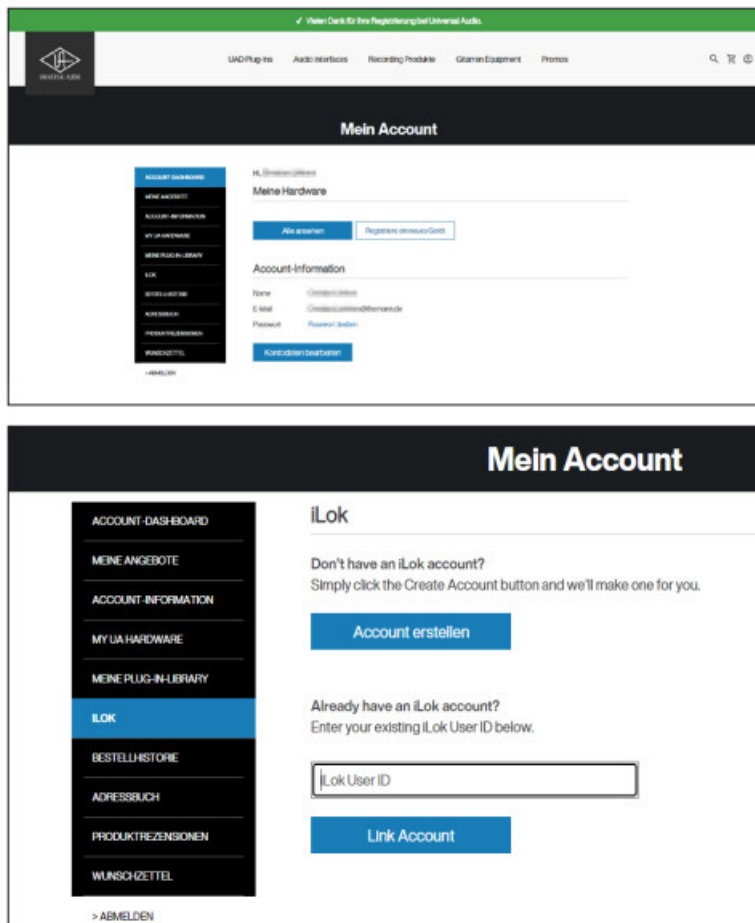 ✓ Vielen Dank für Ihre Registrierung bei Universal Audio.
UNIVERSAL AUDIO
UAD Plug-Ins Audio Interfaces Recording Produkte Gitarren Equipment Promos
Mein Account
ACCOUNT-DASHBOARD
MEINE ANGEBOTE
ACCOUNT-INFORMATION
MY UA HARDWARE
MEINE PLUG-IN-LIBRARY
ILOK
BESTELLHISTORIE
ADRESSBUCH
PRODUKTREZENSIONEN
WUNSCHZETTEL
> ABMELDEN
Hi,
Meine Hardware
Alle ansehen Registriere ein neues Gerät
Account-Information
Name
E-Mail
Passwort Passwort ändern
Kontodaten bearbeiten
Mein Account
ACCOUNT-DASHBOARD
MEINE ANGEBOTE
ACCOUNT-INFORMATION
MY UA HARDWARE
MEINE PLUG-IN-LIBRARY
ILOK
BESTELLHISTORIE
ADRESSBUCH
PRODUKTREZENSIONEN
WUNSCHZETTEL
> ABMELDEN
iLok
Don't have an iLok account?
Simply click the Create Account button and we'll make one for you.
Account erstellen
Already have an iLok account?
Enter your existing iLok User ID below.
iLok User ID
Link Account